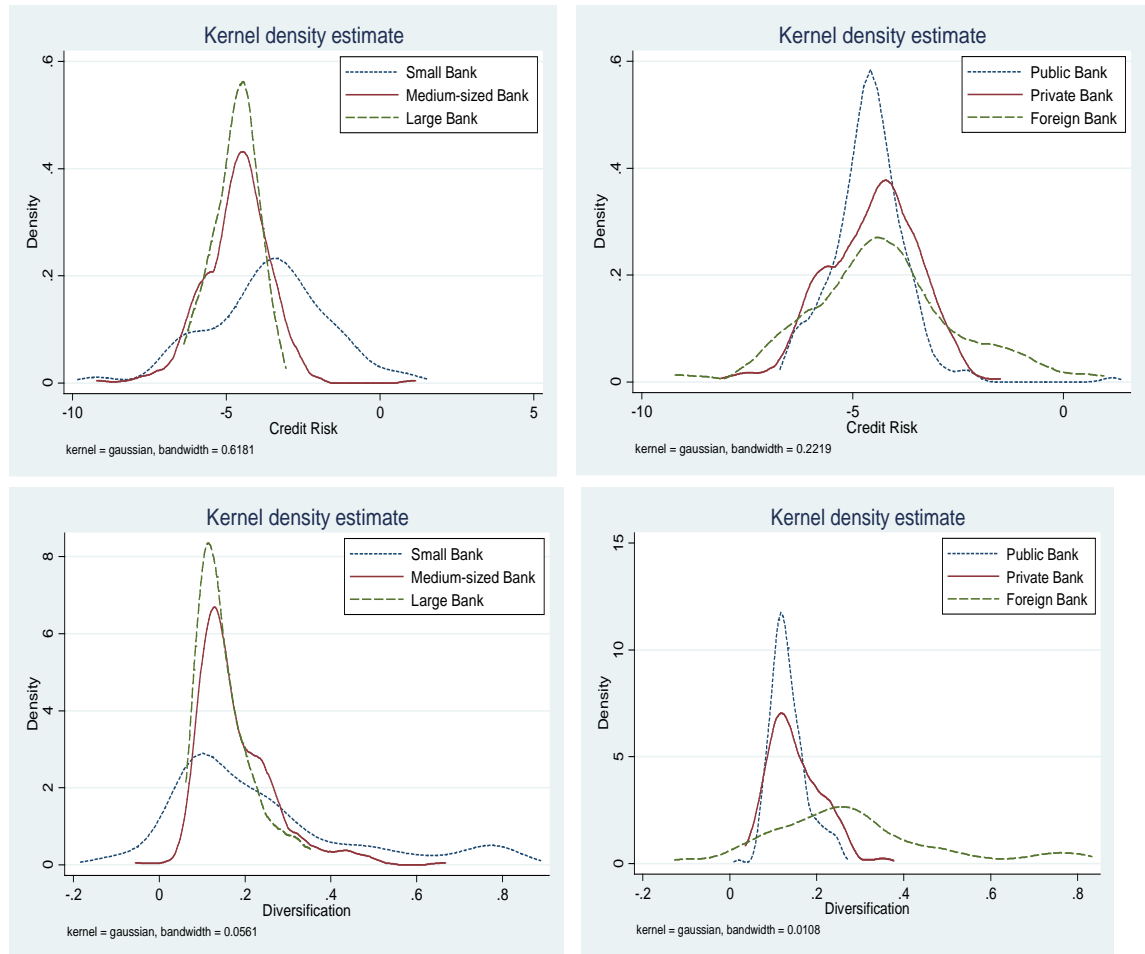 Kernel density estimate
.6
.4
.2
0
Density
Small Bank
Medium-sized Bank
Large Bank
-10
-5
0
5
Credit Risk
kernel = gaussian, bandwidth = 0.6181
Kernel density estimate
.6
.4
.2
0
Density
Public Bank
Private Bank
Foreign Bank
-10
-5
0
Credit Risk
kernel = gaussian, bandwidth = 0.2219
Kernel density estimate
8
6
4
2
0
Density
Small Bank
Medium-sized Bank
Large Bank
-.2
0
.2
.4
.6
.8
Diversification
kernel = gaussian, bandwidth = 0.0561
Kernel density estimate
15
10
5
0
Density
Public Bank
Private Bank
Foreign Bank
-.2
0
.2
.4
.6
.8
Diversification
kernel = gaussian, bandwidth = 0.0108